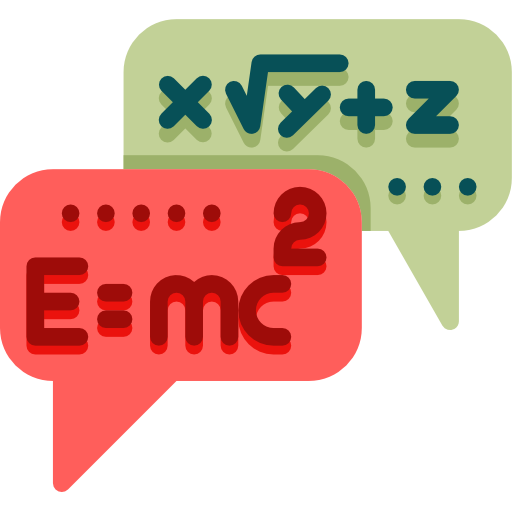 x√y+z
.....
E=mc²